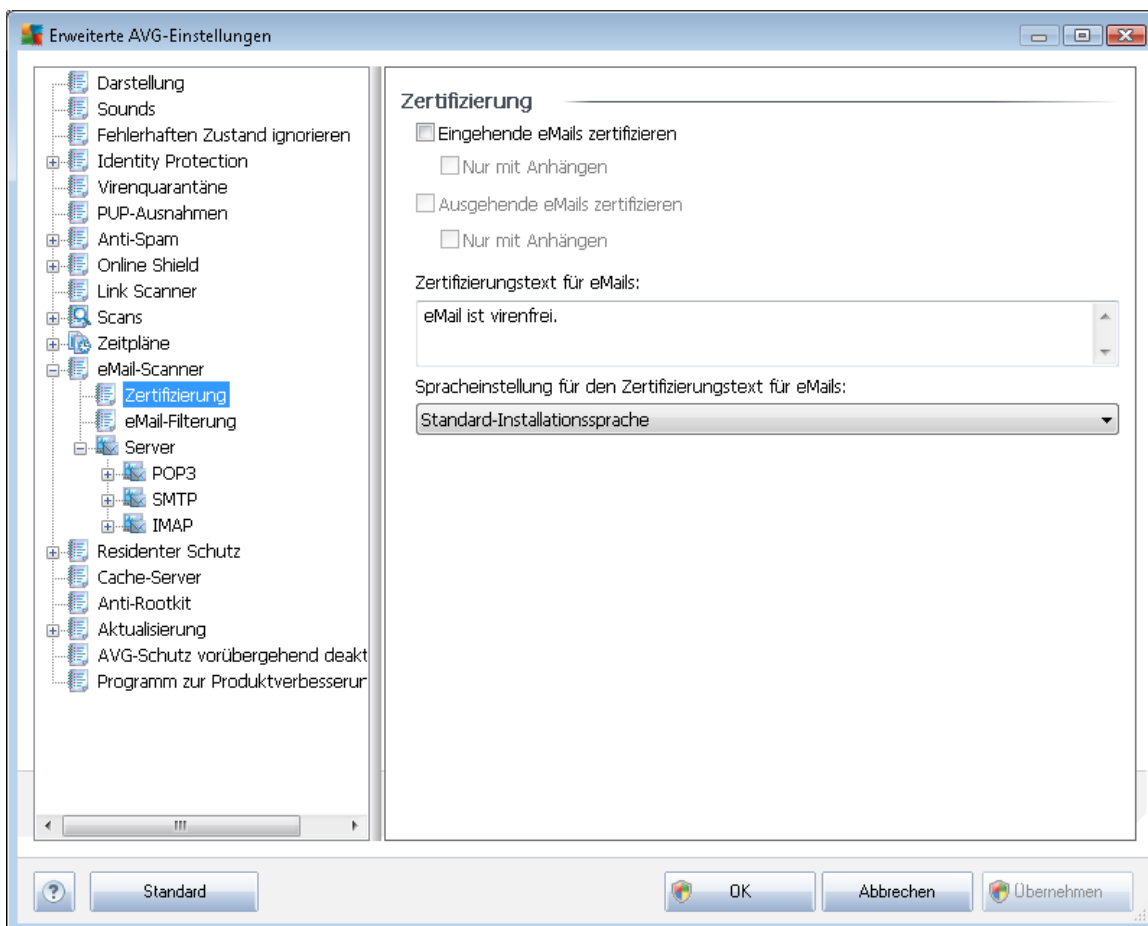 Erweiterte AVG-Einstellungen
Darstellung
Sounds
Fehlerhaften Zustand ignorieren
Identity Protection
Virenquarantäne
PUP-Ausnahmen
Anti-Spam
Online Shield
Link Scanner
Scans
Zeitpläne
eMail-Scanner
Zertifizierung
eMail-Filterung
Server
POP3
SMTP
IMAP
Residenter Schutz
Cache-Server
Anti-Rootkit
Aktualisierung
AVG-Schutz vorübergehend deakt
Programm zur Produktverbesserur
Zertifizierung
Eingehende eMails zertifizieren
Nur mit Anhängen
Ausgehende eMails zertifizieren
Nur mit Anhängen
Zertifizierungstext für eMails:
eMail ist virenfrei.
Spracheinstellung für den Zertifizierungstext für eMails:
Standard-Installationssprache
?
Standard
OK
Abbrechen
Übernehmen